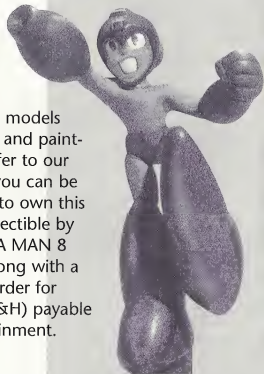 models
and paint-
fer to our
you can be
to own this
ectible by
A MAN 8
ong with a
rder for
&H) payable
inment.